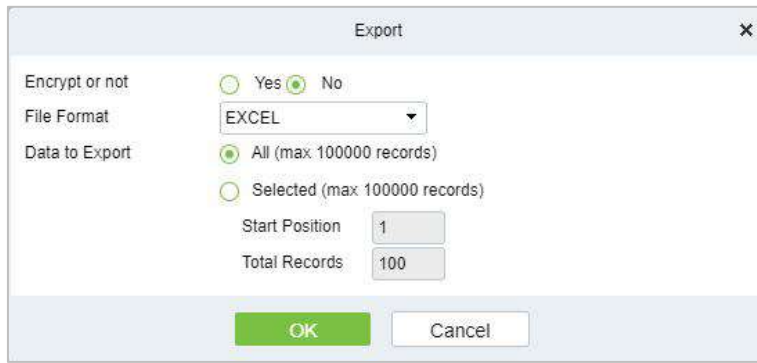 Export
Encrypt or not Yes No
File Format EXCEL
Data to Export All (max 100000 records)
Selected (max 100000 records)
Start Position 1
Total Records 100
OK Cancel